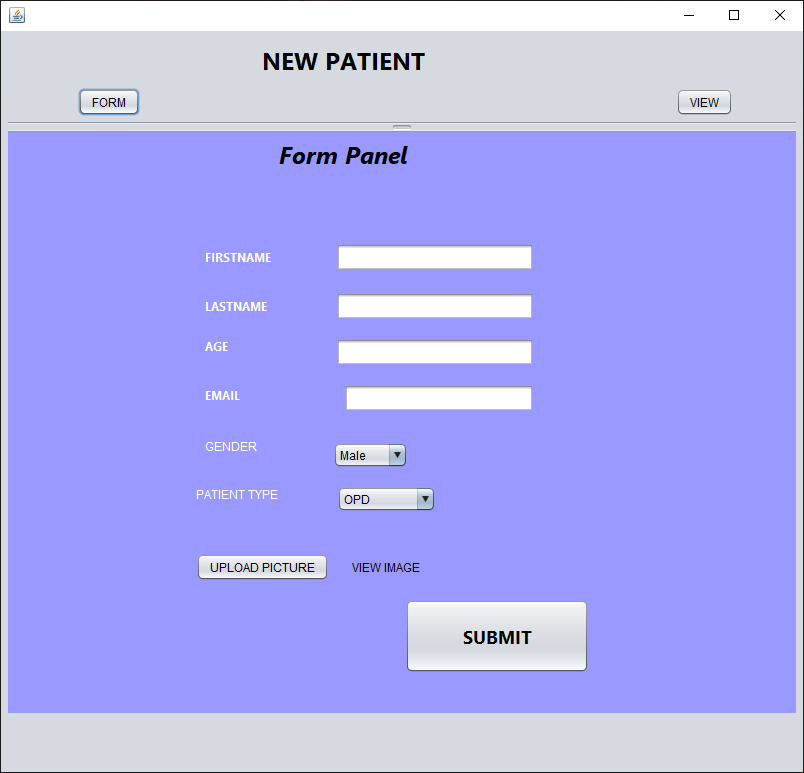 NEW PATIENT
FORM VIEW
Form Panel
FIRSTNAME
LASTNAME
AGE
EMAIL
GENDER Male
PATIENT TYPE OPD
UPLOAD PICTURE VIEW IMAGE
SUBMIT